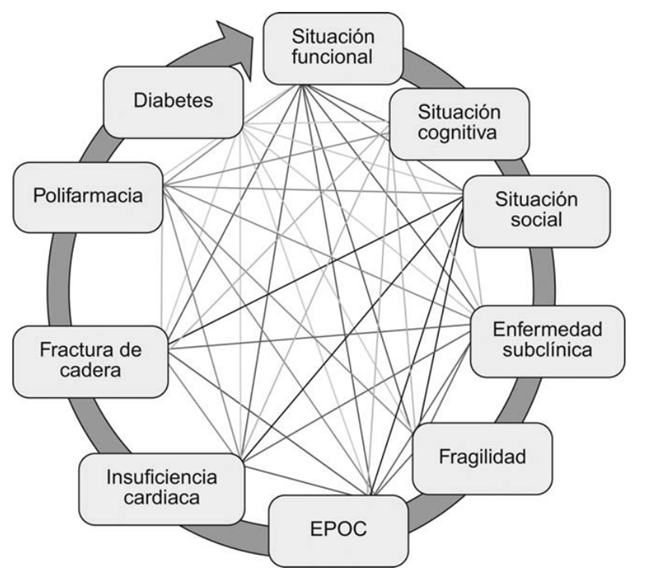 Situación
funcional
Situación
cognitiva
Situación
social
Enfermedad
subclínica
Fragilidad
EPOC
Insuficiencia
cardiaca
Fractura de
cadera
Polifarmacia
Diabetes